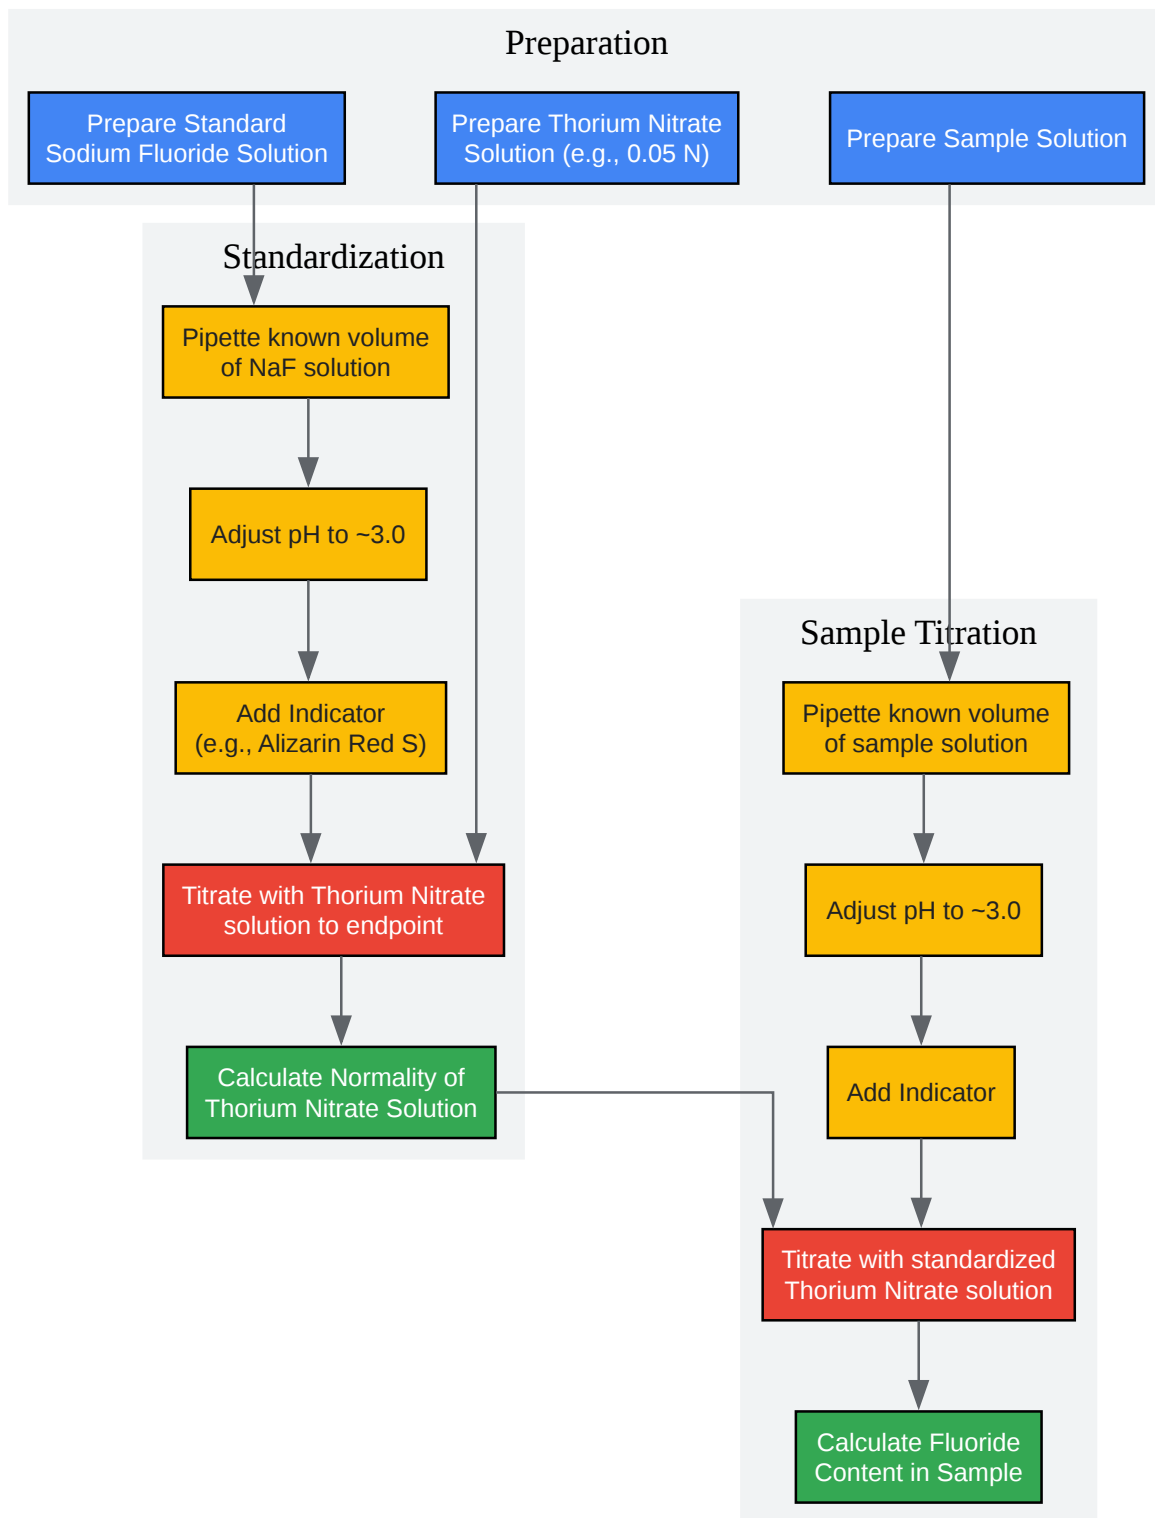 Preparation
Prepare Standard
Sodium Fluoride Solution
Prepare Thorium Nitrate
Solution (e.g., 0.05 N)
Prepare Sample Solution
Standardization
Pipette known volume
of NaF solution
Adjust pH to ~3.0
Add Indicator
(e.g., Alizarin Red S)
Titrate with Thorium Nitrate
solution to endpoint
Calculate Normality of
Thorium Nitrate Solution
Sample Titration
Pipette known volume
of sample solution
Adjust pH to ~3.0
Add Indicator
Titrate with standardized
Thorium Nitrate solution
Calculate Fluoride
Content in Sample